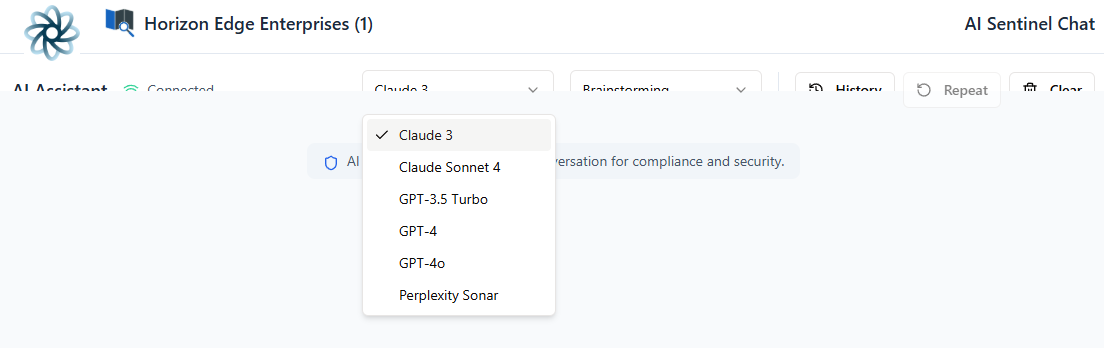 Horizon Edge Enterprises (1)
AI Sentinel Chat
AI Assistant
Connected
Claude 3
Brainstorming
History
Repeat
Clear
Claude 3
Claude Sonnet 4
GPT-3.5 Turbo
GPT-4
GPT-4o
Perplexity Sonar
AI
versation for compliance and security.